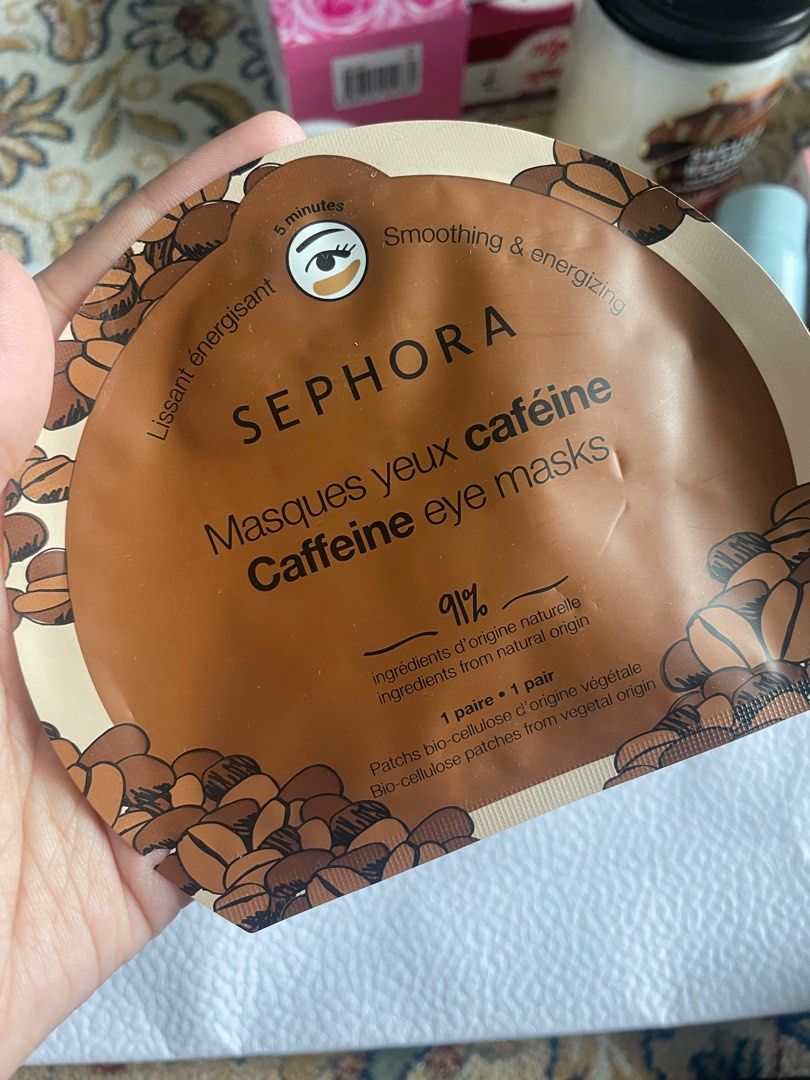 5 minutes
Lissant énergisant
Smoothing & energizing
SEPHORA
Masques yeux caféine
Caffeine eye masks
91%
ingrédients d'origine naturelle
ingredients from natural origin
1 paire • 1 pair
Patchs bio-cellulose d'origine végétale
Bio-cellulose patches from vegetal origin